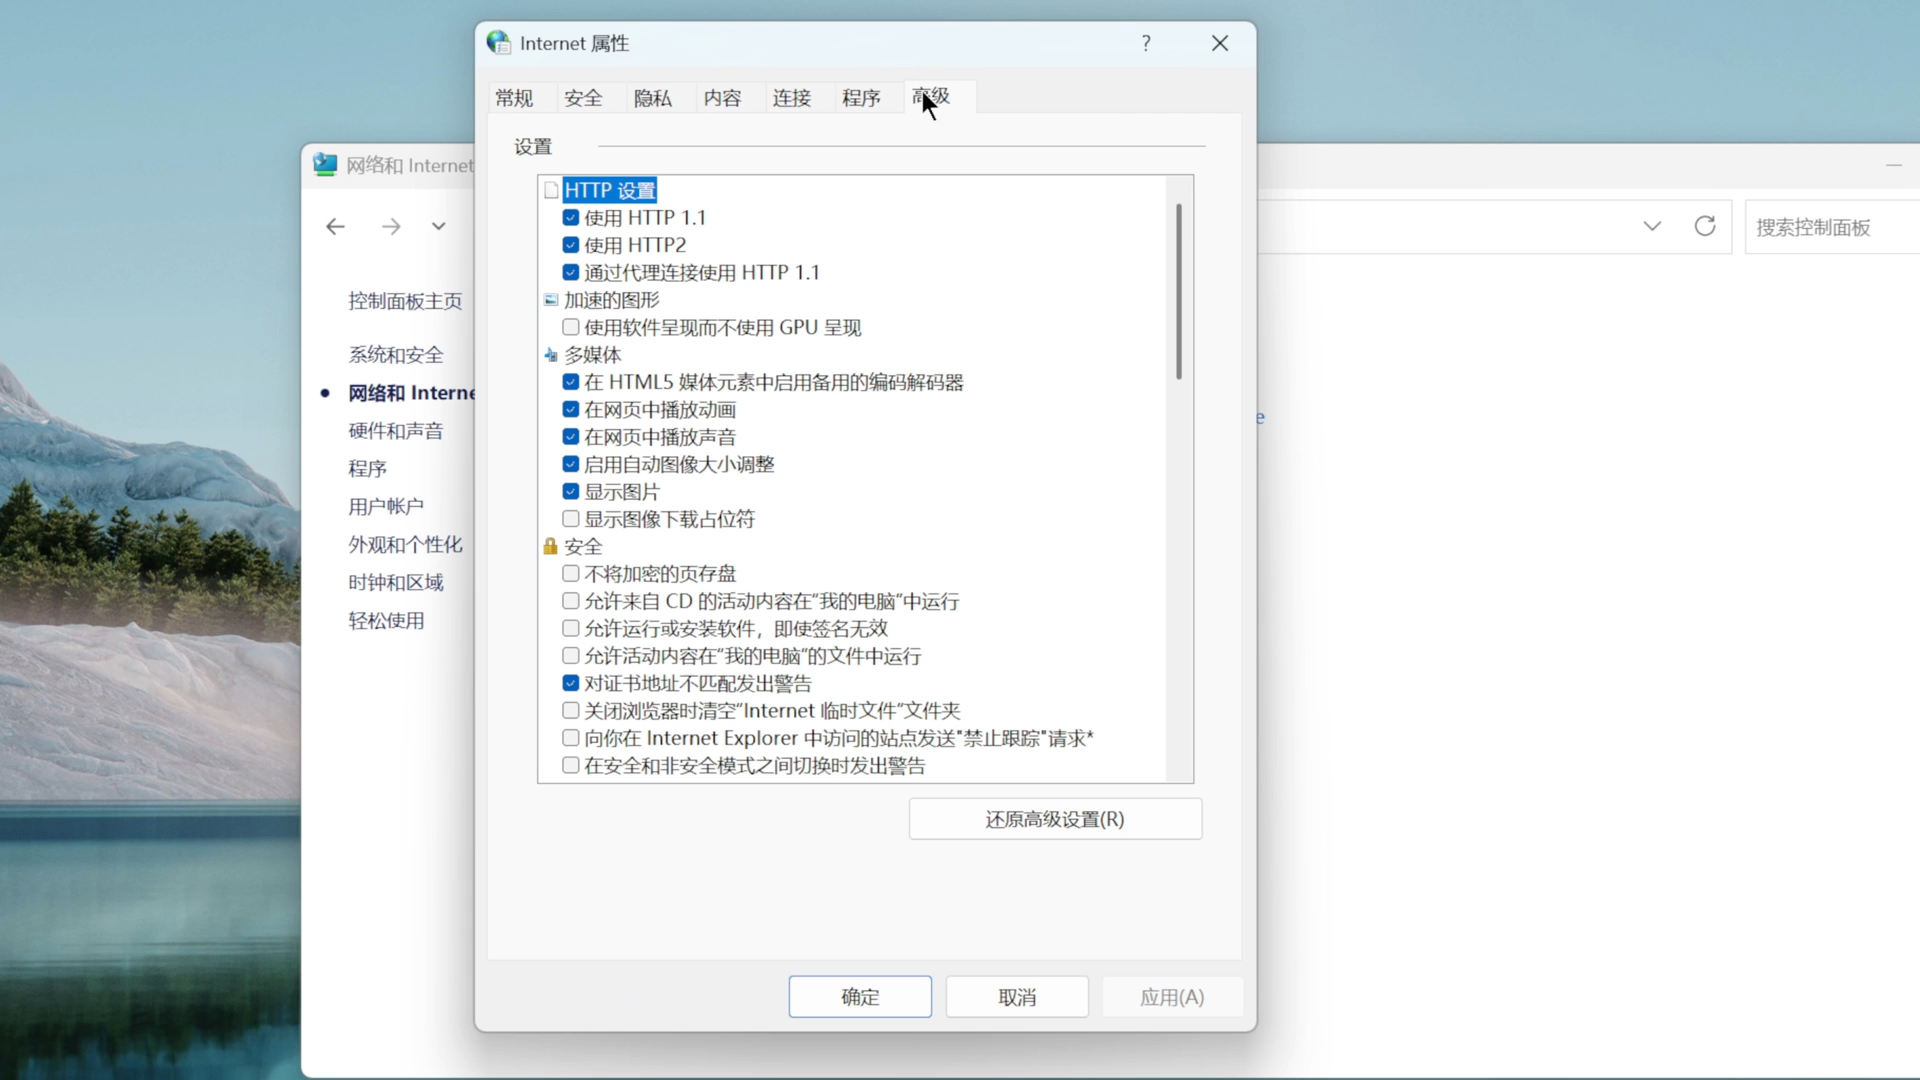 Internet 属性
常规
安全
隐私
内容
连接
程序
高级
设置
HTTP 设置
使用 HTTP 1.1
使用 HTTP2
通过代理连接使用 HTTP 1.1
加速的图形
使用软件呈现而不使用 GPU 呈现
多媒体
在 HTML5 媒体元素中启用备用的编码解码器
在网页中播放动画
在网页中播放声音
启用自动图像大小调整
显示图片
显示图像下载占位符
安全
不将加密的页存盘
允许来自 CD 的活动内容在"我的电脑"中运行
允许运行或安装软件，即使签名无效
允许活动内容在"我的电脑"的文件中运行
对证书地址不匹配发出警告
关闭浏览器时清空"Internet 临时文件"文件夹
向你在 Internet Explorer 中访问的站点发送"禁止跟踪"请求*
在安全和非安全模式之间切换时发出警告
还原高级设置(R)
确定
取消
应用(A)
网络和 Internet
搜索控制面板
控制面板主页
系统和安全
网络和 Interne
硬件和声音
程序
用户帐户
外观和个性化
时钟和区域
轻松使用
e